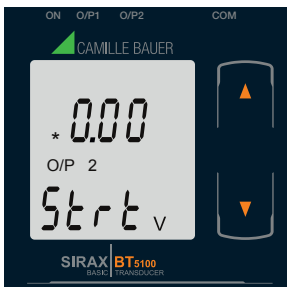 ON O/P1 O/P2 COM
CAMILLE BAUER
* 0.00
O/P 2
Strt V
SIRAX BT5100
BASIC TRANSDUCER